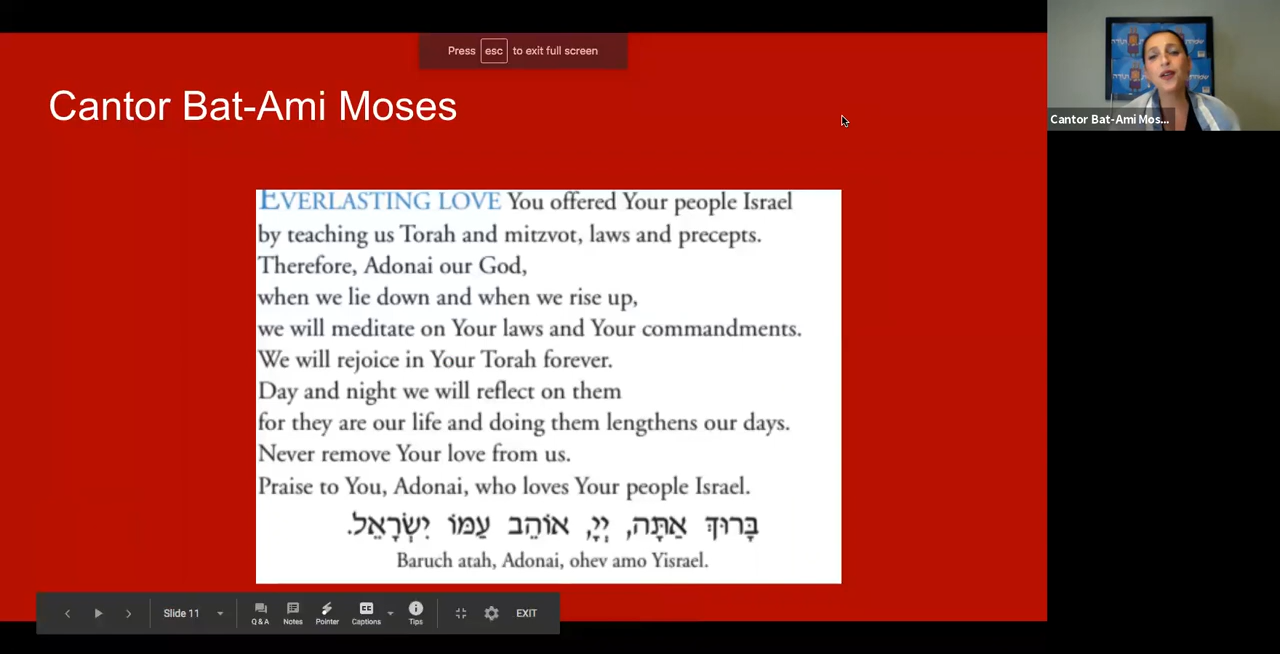 Press esc to exit full screen
Cantor Bat-Ami Moses
Cantor Bat-Ami Mos...
EVERLASTING LOVE You offered Your people Israel
by teaching us Torah and mitzvot, laws and precepts.
Therefore, Adonai our God,
when we lie down and when we rise up,
we will meditate on Your laws and Your commandments.
We will rejoice in Your Torah forever.
Day and night we will reflect on them
for they are our life and doing them lengthens our days.
Never remove Your love from us.
Praise to You, Adonai, who loves Your people Israel.
בָּרוּךְ אַתָּה, יְיָ, אוֹהֵב עַמּוֹ יִשְׂרָאֵל.
Baruch atah, Adonai, ohev amo Yisrael.
Slide 11 Q & A Notes Pointer Captions CC Tips EXIT